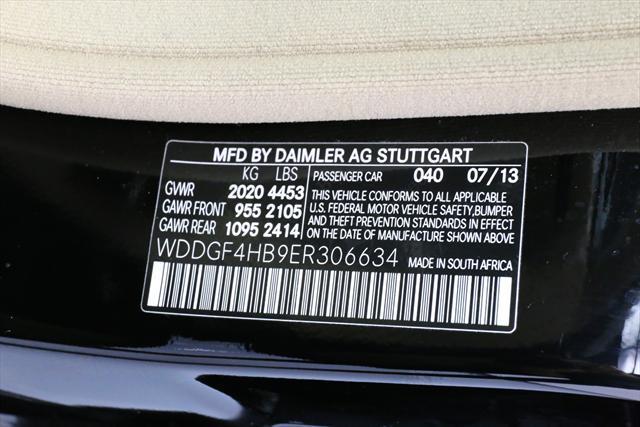 MFD BY DAIMLER AG STUTTGART
KG LBS PASSENGER CAR 040 07/13
GVWR 2020 4453
GAWR FRONT 955 2105
GAWR REAR 1095 2414
THIS VEHICLE CONFORMS TO ALL APPLICABLE
U.S. FEDERAL MOTOR VEHICLE SAFETY,BUMPER
AND THEFT PREVENTION STANDARDS IN EFFECT
ON DATE OF MANUFACTURE SHOWN ABOVE.
WDDGF4HB9ER306634
MADE IN SOUTH AFRICA